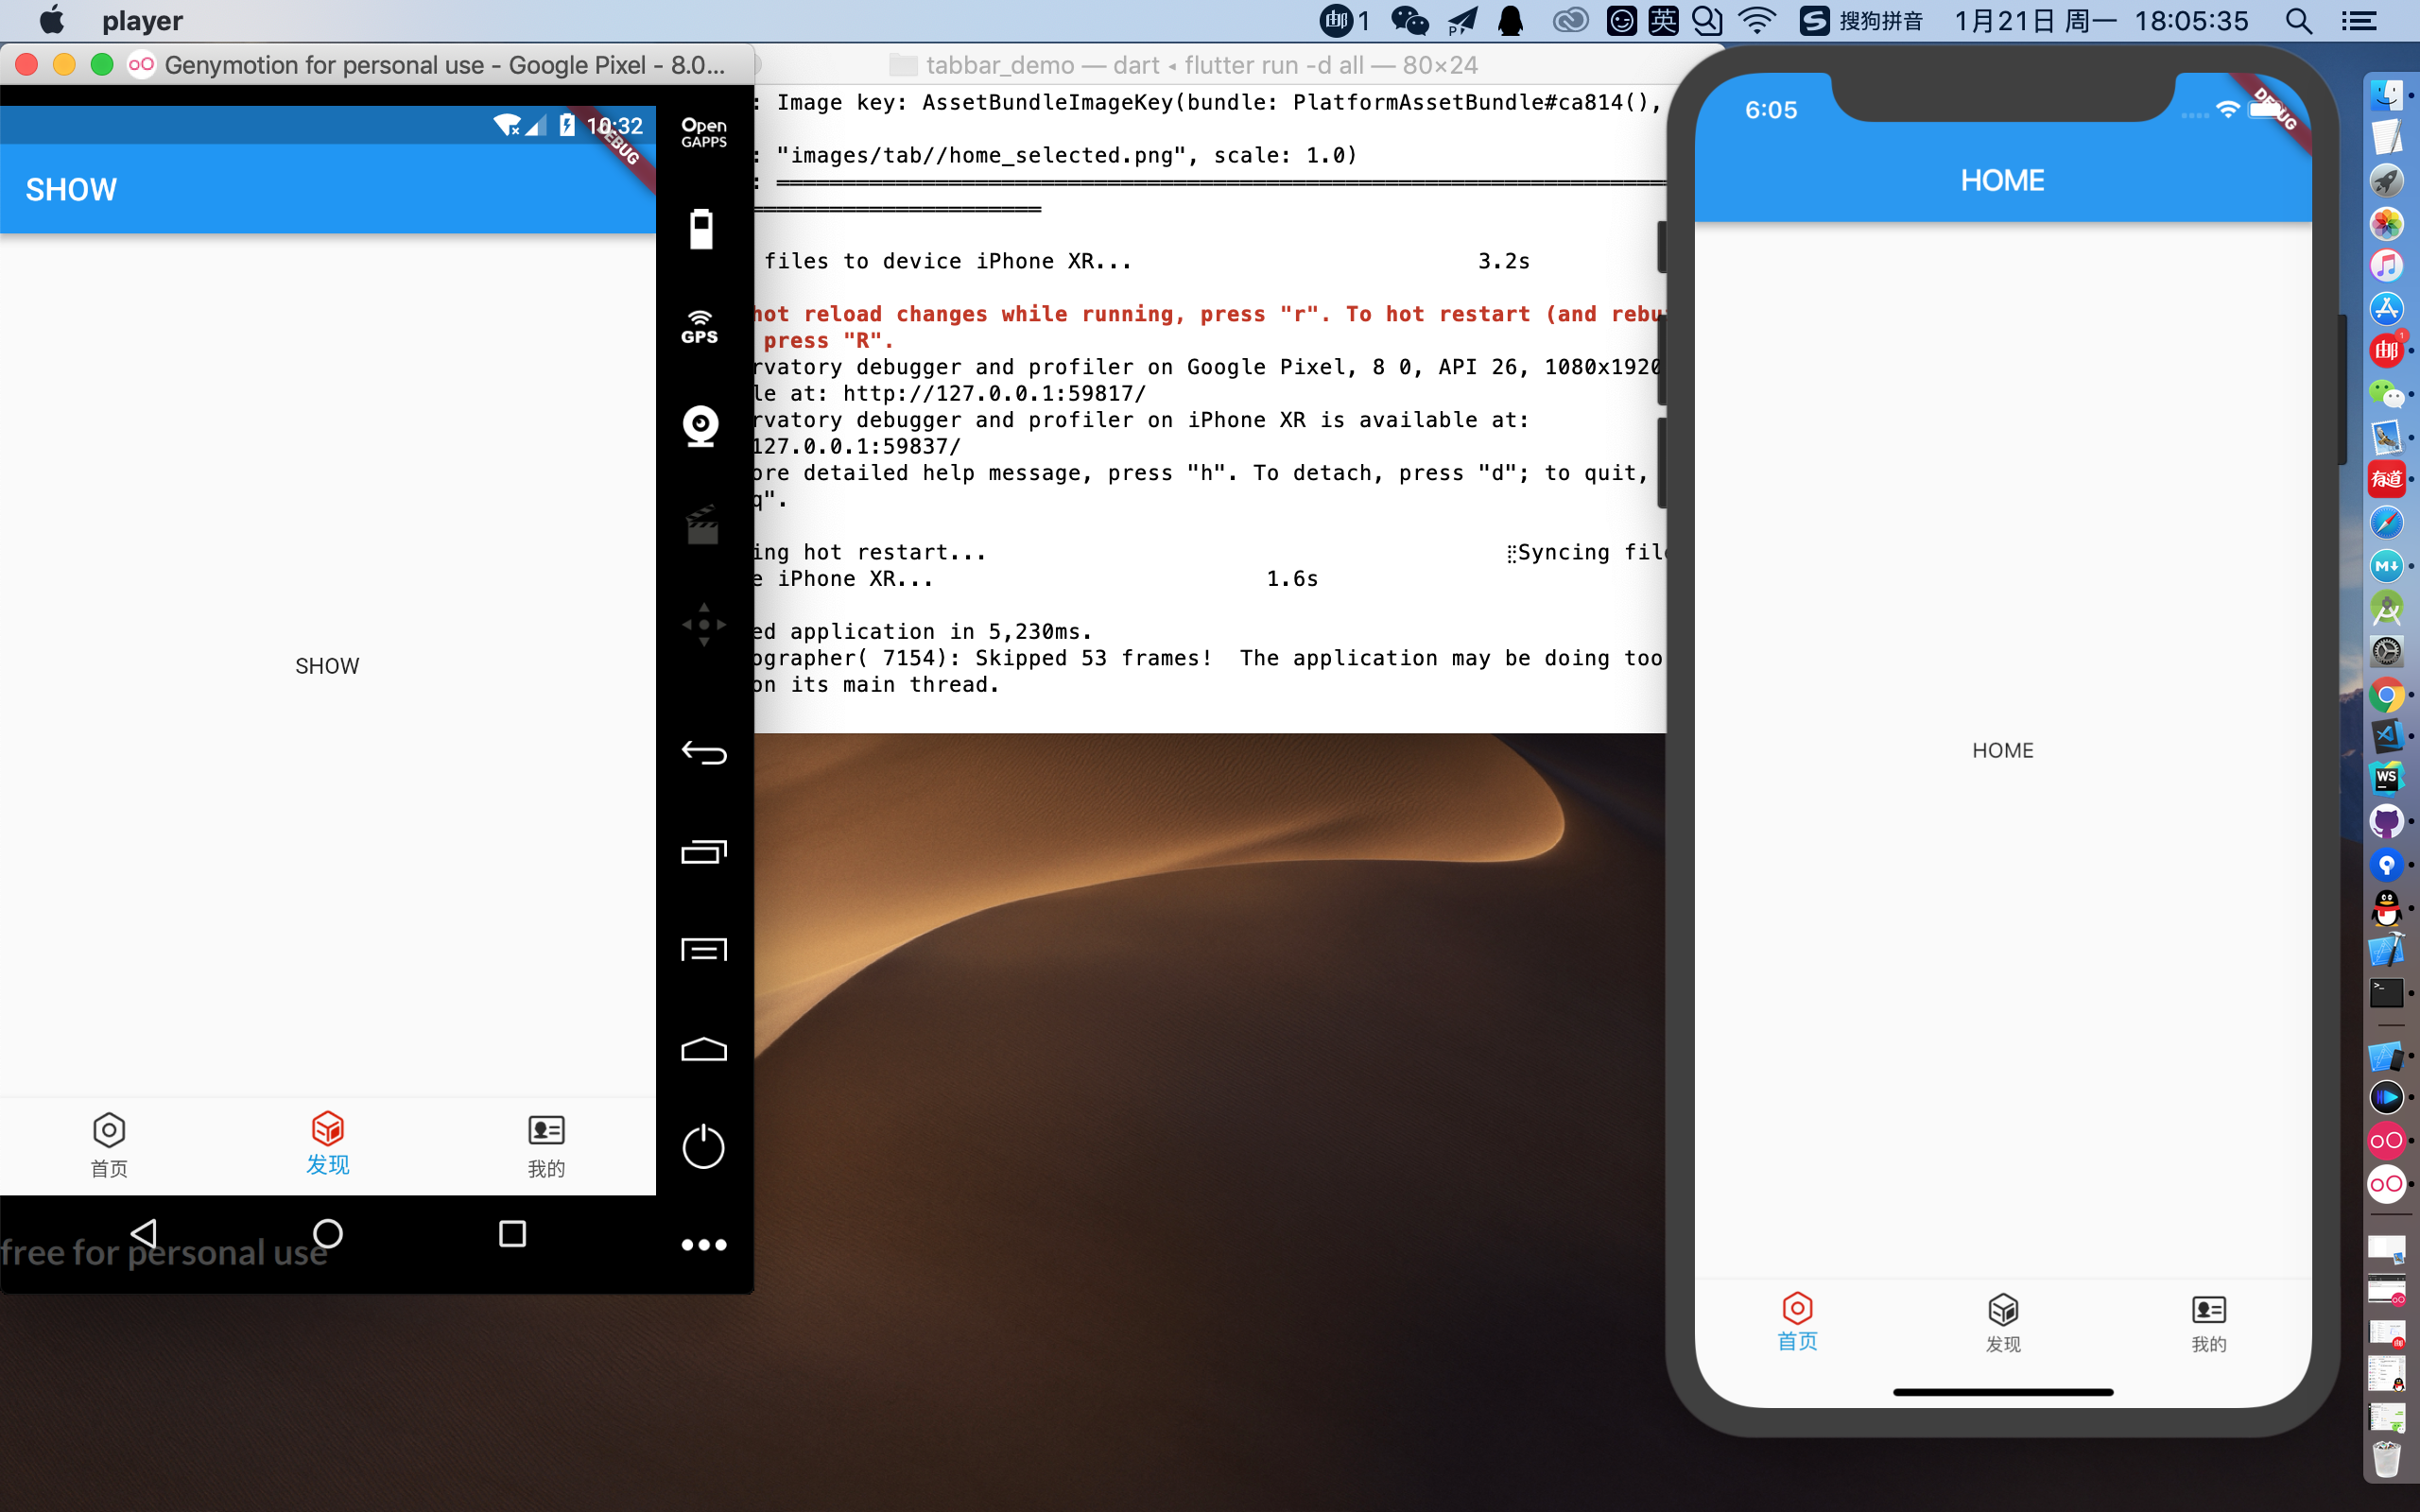 player
1
英
搜狗拼音
1月21日 周一 18:05:35
Genymotion for personal use - Google Pixel - 8.0...
tabbar_demo — dart ◂ flutter run -d all — 80×24
10:32
DEBUG
SHOW
SHOW
首页
发现
我的
free for personal use
Open
GAPPS
GPS
: Image key: AssetBundleImageKey(bundle: PlatformAssetBundle#ca814(),
: "images/tab//home_selected.png", scale: 1.0)
files to device iPhone XR... 3.2s
hot reload changes while running, press "r". To hot restart (and rebu
press "R".
rvatory debugger and profiler on Google Pixel, 8 0, API 26, 1080x1920
le at: http://127.0.0.1:59817/
rvatory debugger and profiler on iPhone XR is available at:
127.0.0.1:59837/
ore detailed help message, press "h". To detach, press "d"; to quit,
q".
ing hot restart... ⣿Syncing file
e iPhone XR... 1.6s
ed application in 5,230ms.
ographer( 7154): Skipped 53 frames!  The application may be doing too
on its main thread.
6:05
DEBUG
HOME
HOME
首页
发现
我的
邮
1
有道
M↓
WS